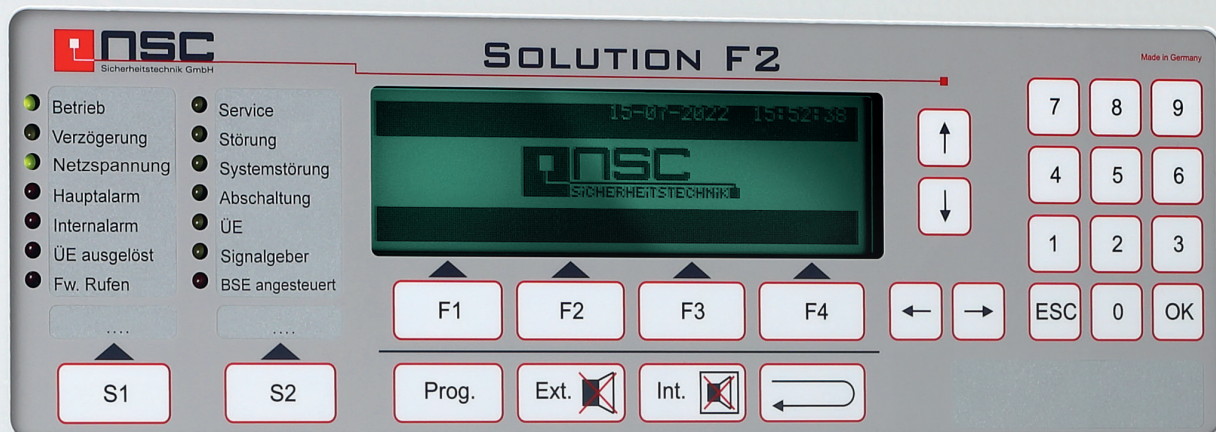 nsc
Sicherheitstechnik GmbH
SOLUTION F2
Made in Germany
Betrieb
Verzögerung
Netzspannung
Hauptalarm
Internalarm
ÜE ausgelöst
Fw. Rufen
....
S1
Service
Störung
Systemstörung
Abschaltung
ÜE
Signalgeber
BSE angesteuert
....
S2
15-07-2022 15:52:38
nsc
SICHERHEITSTECHNIK
F1 F2 F3 F4
Prog. Ext. Int.
7 8 9
4 5 6
1 2 3
ESC 0 OK